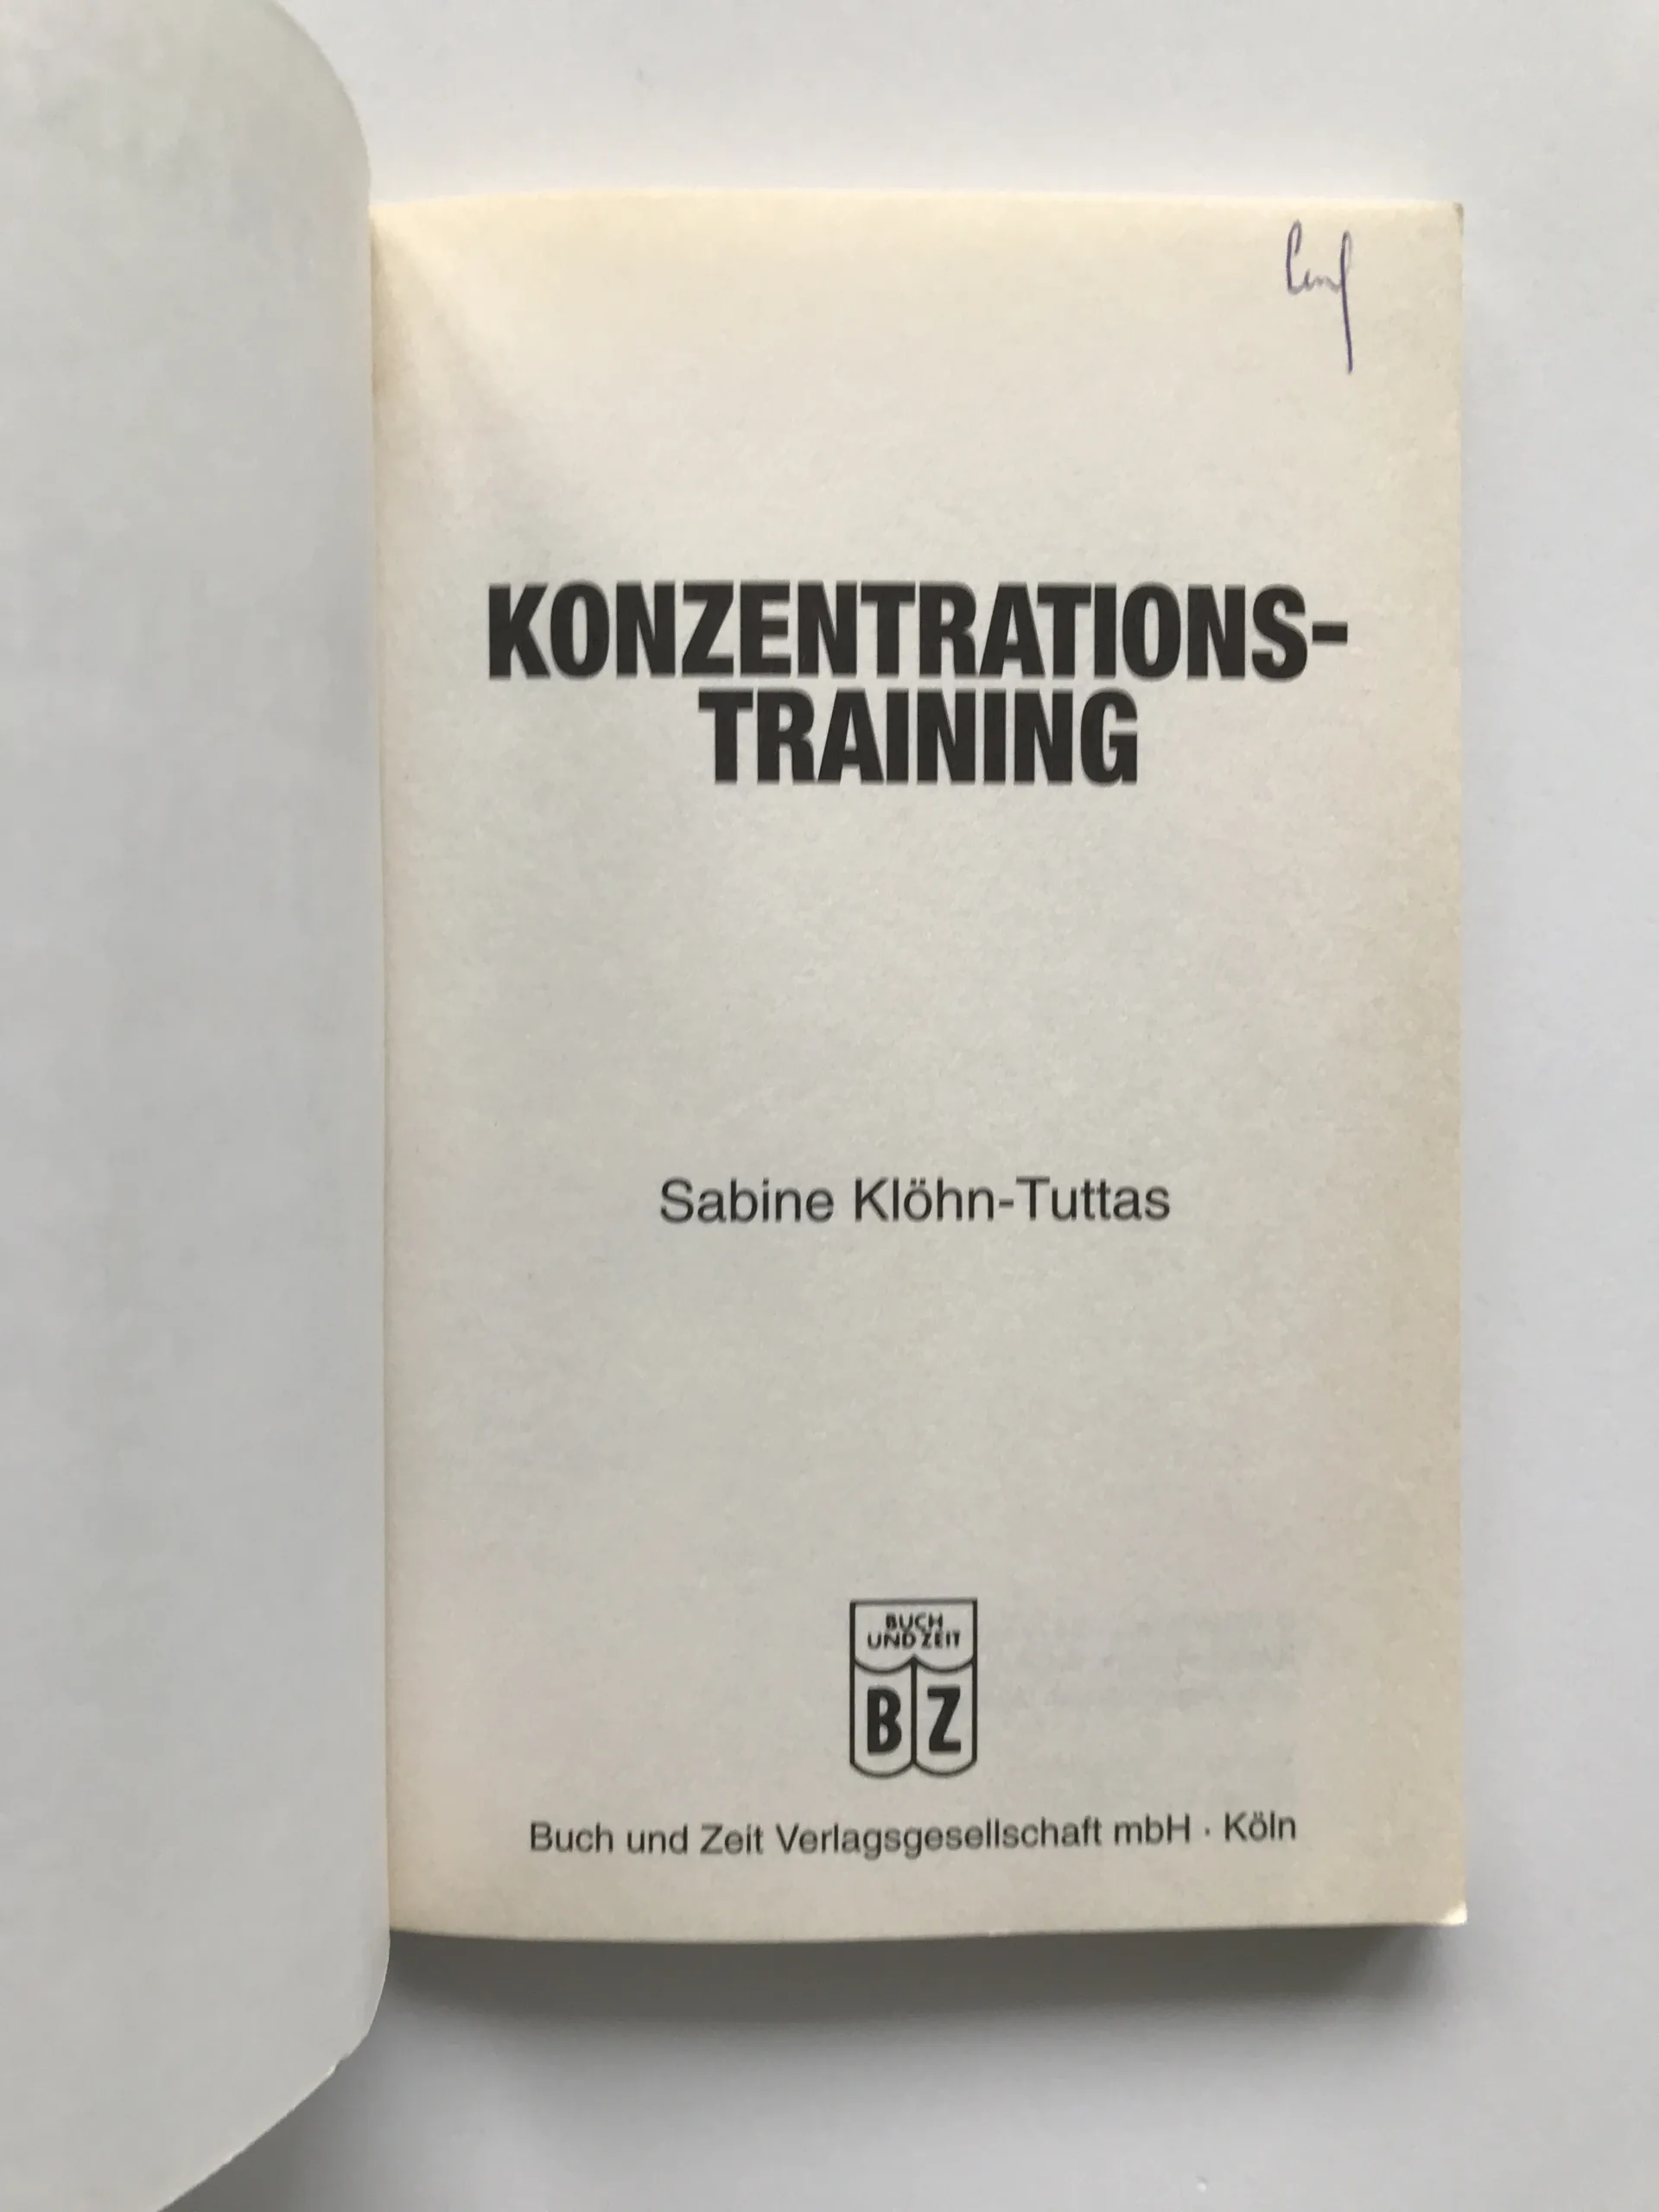 KONZENTRATIONS-
TRAINING
Sabine Klöhn-Tuttas
BUCH
UND ZEIT
B Z
Buch und Zeit Verlagsgesellschaft mbH · Köln